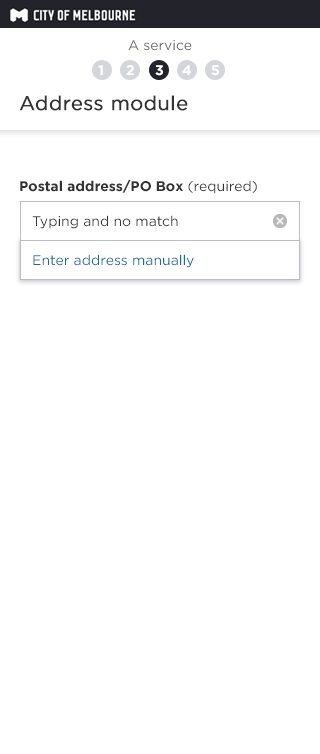 CITY OF MELBOURNE
A service
1 2 3 4 5
Address module
Postal address/PO Box (required)
Typing and no match
Enter address manually